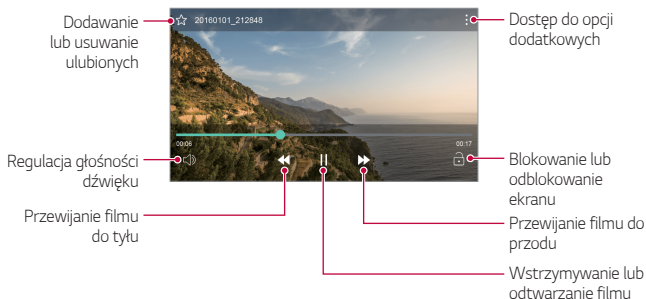 Dodawanie
lub usuwanie
ulubionych
20160101_212848
Dostęp do opcji
dodatkowych
00:06
00:17
Regulacja głośności
dźwięku
Blokowanie lub
odblokowanie
ekranu
Przewijanie filmu
do tyłu
Przewijanie filmu do
przodu
Wstrzymywanie lub
odtwarzanie filmu